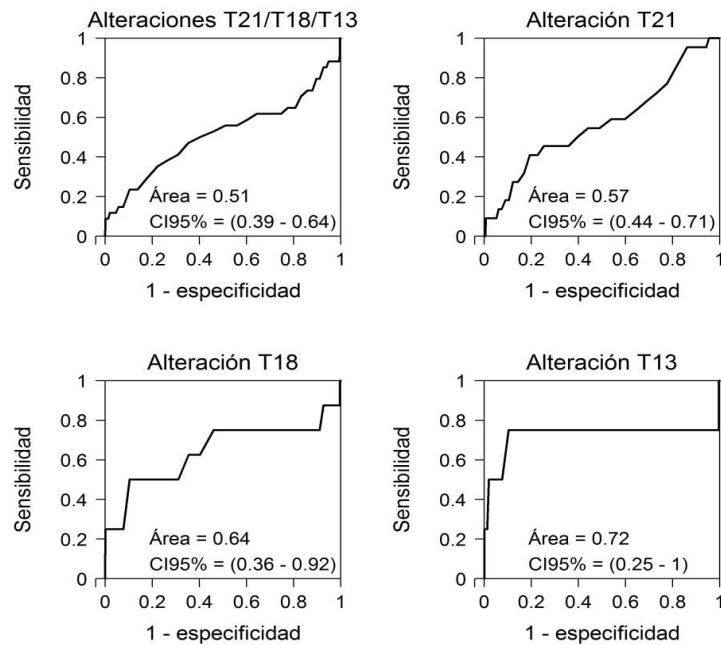 Alteraciones T21/T18/T13
1
0.8
0.6
0.4
0.2
0
Sensibilidad
Área = 0.51
CI95% = (0.39 - 0.64)
0 0.2 0.4 0.6 0.8 1
1 - especificidad
Alteración T21
1
0.8
0.6
0.4
0.2
0
Sensibilidad
Área = 0.57
CI95% = (0.44 - 0.71)
0 0.2 0.4 0.6 0.8 1
1 - especificidad
Alteración T18
1
0.8
0.6
0.4
0.2
0
Sensibilidad
Área = 0.64
CI95% = (0.36 - 0.92)
0 0.2 0.4 0.6 0.8 1
1 - especificidad
Alteración T13
1
0.8
0.6
0.4
0.2
0
Sensibilidad
Área = 0.72
CI95% = (0.25 - 1)
0 0.2 0.4 0.6 0.8 1
1 - especificidad